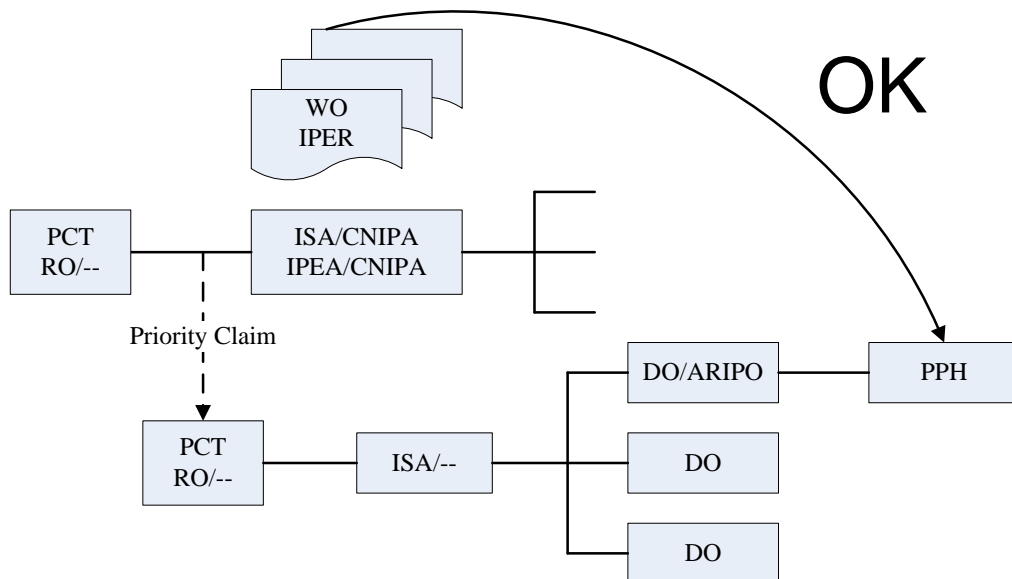 OK
WO
IPER
PCT
RO/--
ISA/CNIPA
IPEA/CNIPA
Priority Claim
DO/ARIPO
PPH
PCT
RO/--
ISA/--
DO
DO